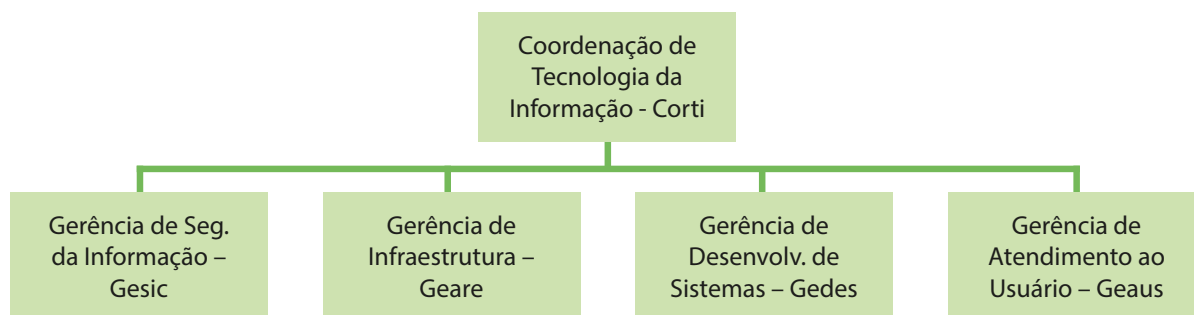 Coordenação de
Tecnologia da
Informação - Corti
Gerência de Seg.
da Informação –
Gesic
Gerência de
Infraestrutura –
Geare
Gerência de
Desenvolv. de
Sistemas – Gedes
Gerência de
Atendimento ao
Usuário – Geaus